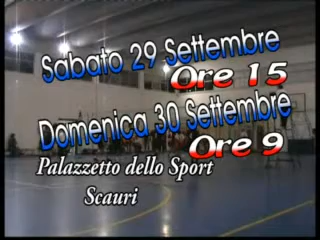 Sabato 29 Settembre
Ore 15
Domenica 30 Settembre
Ore 9
Palazzetto dello Sport
Scauri